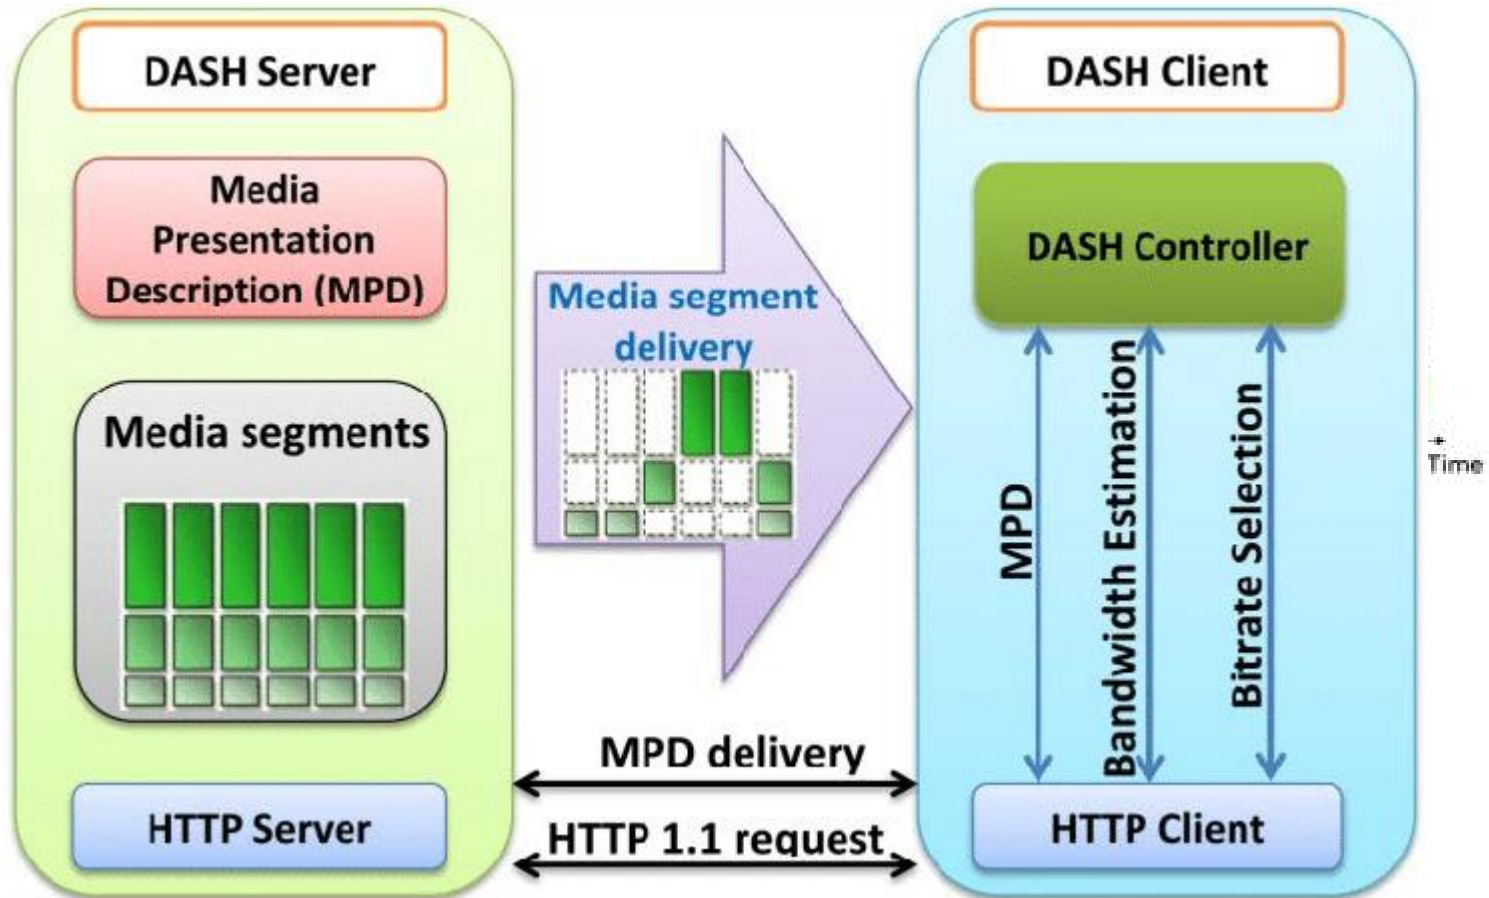 DASH Server
Media
Presentation
Description (MPD)
Media segments
HTTP Server
Media segment
delivery
MPD delivery
HTTP 1.1 request
DASH Client
DASH Controller
MPD
Bandwidth Estimation
Bitrate Selection
HTTP Client
Time